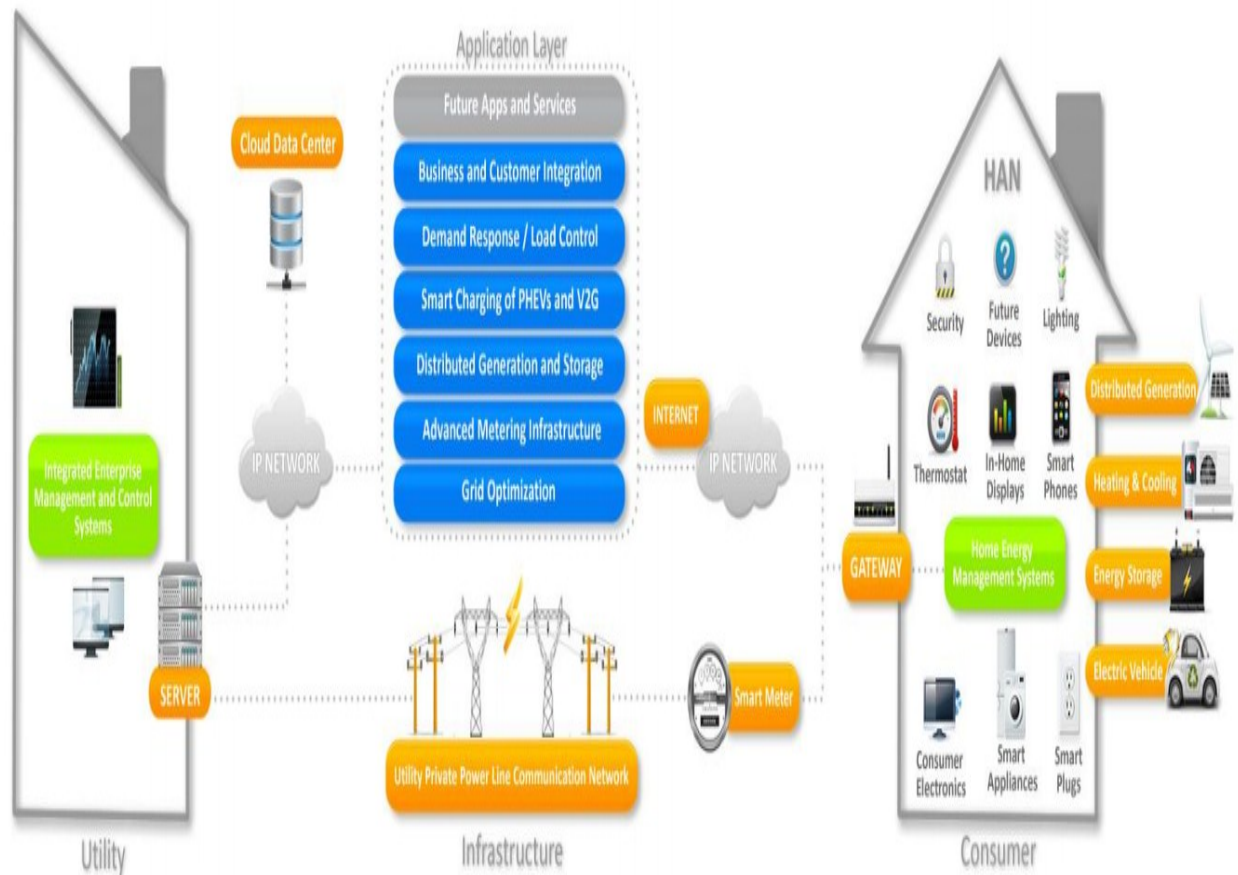 Application Layer
Future Apps and Services
Business and Customer Integration
Demand Response / Load Control
Smart Charging of PHEVs and V2G
Distributed Generation and Storage
Advanced Metering Infrastructure
Grid Optimization
Cloud Data Center
IP NETWORK
Integrated Enterprise
Management and Control
Systems
SERVER
Utility
Utility Private Power Line Communication Network
Infrastructure
INTERNET
IP NETWORK
Smart Meter
GATEWAY
HAN
Security
Future
Devices
Lighting
Thermostat
In-Home
Displays
Smart
Phones
Home Energy
Management Systems
Consumer
Electronics
Smart
Appliances
Smart
Plugs
Distributed Generation
Heating & Cooling
Energy Storage
Electric Vehicle
Consumer